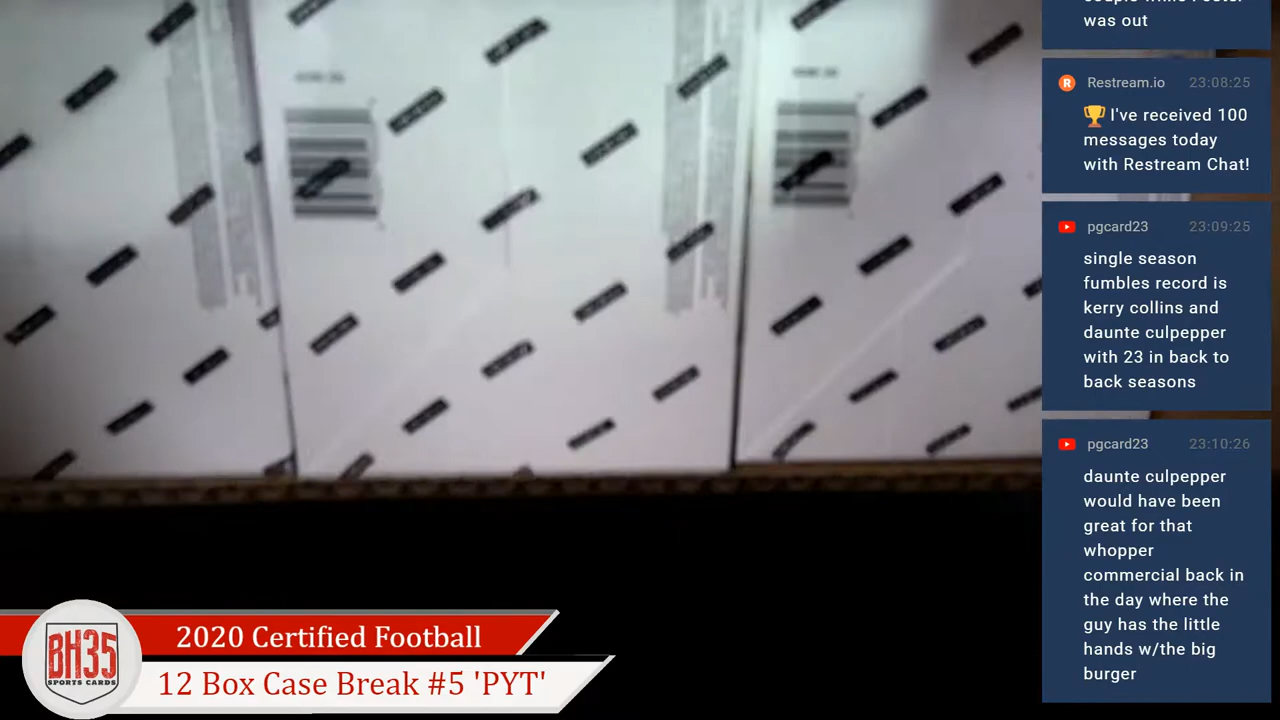 couple while Foster
was out
Restream.io 23:08:25
🏆 I've received 100
messages today
with Restream Chat!
pgcard23 23:09:25
single season
fumbles record is
kerry collins and
daunte culpepper
with 23 in back to
back seasons
pgcard23 23:10:26
daunte culpepper
would have been
great for that
whopper
commercial back in
the day where the
guy has the little
hands w/the big
burger
BH35
SPORTS CARDS
2020 Certified Football
12 Box Case Break #5 'PYT'